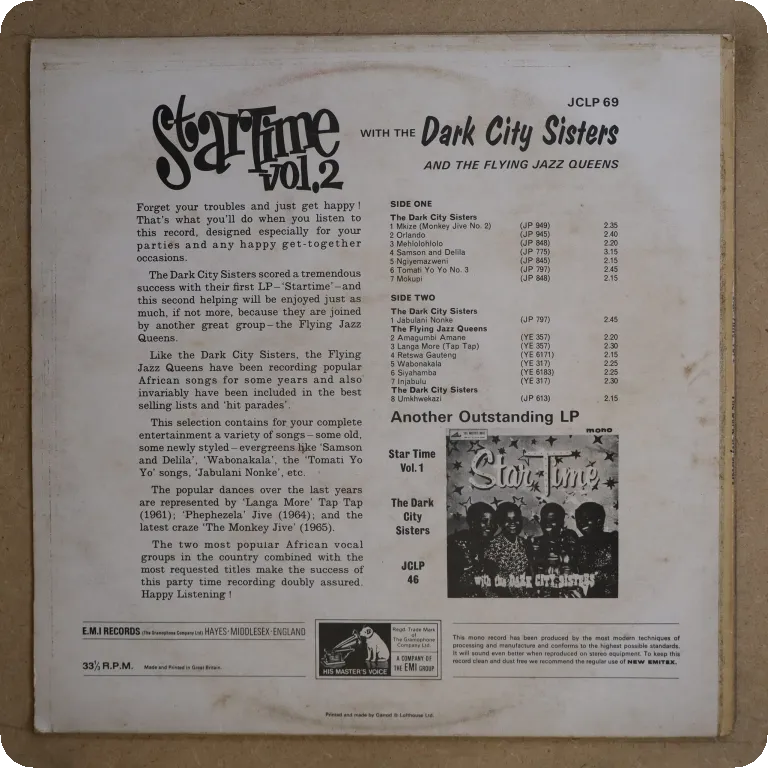 StarTime
vol.2
JCLP 69
WITH THE Dark City Sisters
AND THE FLYING JAZZ QUEENS
Forget your troubles and just get happy !
That's what you'll do when you listen to
this record, designed especially for your
parties and any happy get-together
occasions.
The Dark City Sisters scored a tremendous
success with their first LP – 'Startime' – and
this second helping will be enjoyed just as
much, if not more, because they are joined
by another great group – the Flying Jazz
Queens.
Like the Dark City Sisters, the Flying
Jazz Queens have been recording popular
African songs for some years and also
invariably have been included in the best
selling lists and 'hit parades'.
This selection contains for your complete
entertainment a variety of songs – some old,
some newly styled – evergreens like 'Samson
and Delila', 'Wabonakala', the 'Tomati Yo
Yo' songs, 'Jabulani Nonke', etc.
The popular dances over the last years
are represented by 'Langa More' Tap Tap
(1961); 'Phephezela' Jive (1964); and the
latest craze 'The Monkey Jive' (1965).
The two most popular African vocal
groups in the country combined with the
most requested titles make the success of
this party time recording doubly assured.
Happy Listening !
SIDE ONE
The Dark City Sisters
1 Mkize (Monkey Jive No. 2) (JP 949) 2.35
2 Orlando (JP 945) 2.40
3 Mehlolohlolo (JP 848) 2.20
4 Samson and Delila (JP 775) 3.15
5 Ngiyemazweni (JP 845) 2.15
6 Tomati Yo Yo No. 3 (JP 797) 2.45
7 Mokupi (JP 848) 2.15
SIDE TWO
The Dark City Sisters
1 Jabulani Nonke (JP 797) 2.45
The Flying Jazz Queens
2 Amagumbi Amane (YE 357) 2.20
3 Langa More (Tap Tap) (YE 357) 2.30
4 Retswa Gauteng (YE 6171) 2.15
5 Wabonakala (YE 317) 2.25
6 Siyahamba (YE 6183) 2.25
7 Injabulu (YE 317) 2.30
The Dark City Sisters
8 Umkhwekazi (JP 613) 2.15
Another Outstanding LP
Star Time
Vol. 1
The Dark
City
Sisters
JCLP
46
mono
Star Time
with the DARK CITY SISTERS
E.M.I RECORDS (The Gramophone Company Ltd) HAYES · MIDDLESEX · ENGLAND
33⅓ R.P.M. Made and Printed in Great Britain.
HIS MASTER'S VOICE
Regd. Trade Mark
of
The Gramophone
Company Ltd.
A COMPANY OF
THE EMI GROUP
This mono record has been produced by the most modern techniques of
processing and manufacture and conforms to the highest possible standards.
It will sound even better when reproduced on stereo equipment. To keep this
record clean and dust free we recommend the regular use of NEW EMITEX.
Printed and made by Garrod & Lofthouse Ltd.